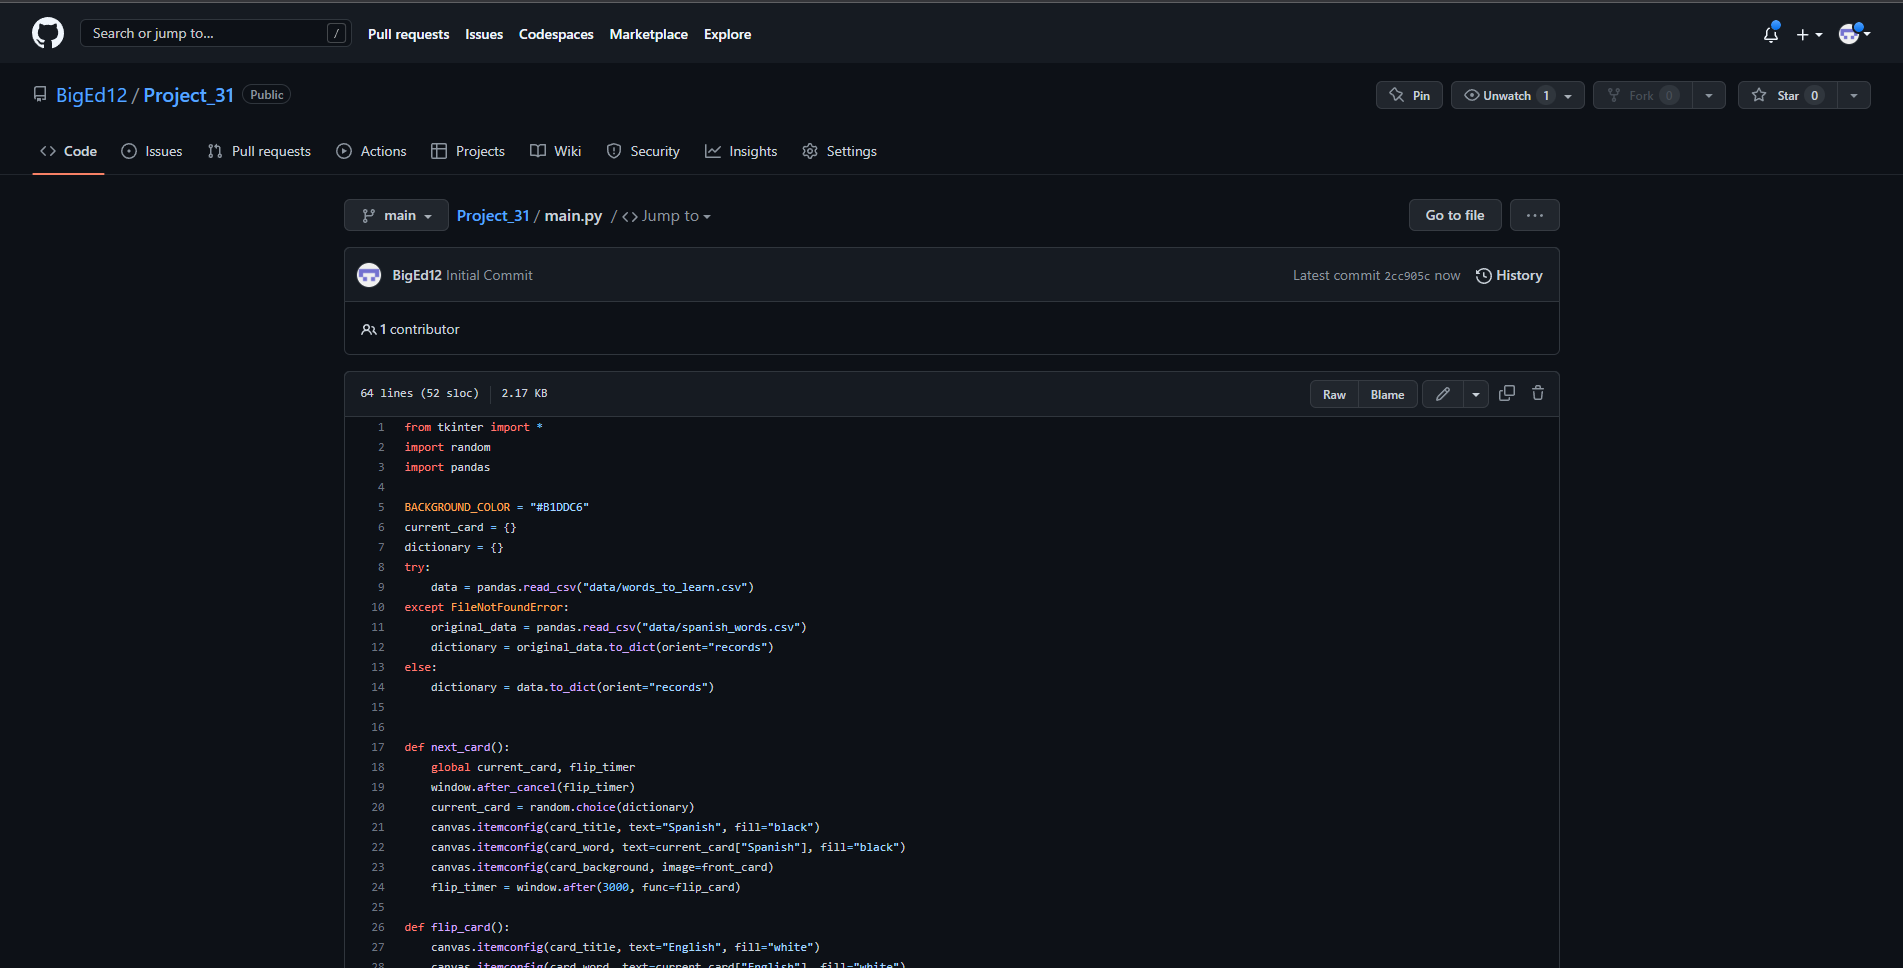 Search or jump to... /
Pull requests Issues Codespaces Marketplace Explore
BigEd12 / Project_31 Public
Pin Unwatch 1 Fork 0 Star 0
Code Issues Pull requests Actions Projects Wiki Security Insights Settings
main Project_31 / main.py / <> Jump to Go to file ...
BigEd12 Initial Commit Latest commit 2cc905c now History
1 contributor
64 lines (52 sloc) 2.17 KB Raw Blame
1 from tkinter import *
2 import random
3 import pandas
4
5 BACKGROUND_COLOR = "#B1DDC6"
6 current_card = {}
7 dictionary = {}
8 try:
9     data = pandas.read_csv("data/words_to_learn.csv")
10 except FileNotFoundError:
11     original_data = pandas.read_csv("data/spanish_words.csv")
12     dictionary = original_data.to_dict(orient="records")
13 else:
14     dictionary = data.to_dict(orient="records")
15
16
17 def next_card():
18     global current_card, flip_timer
19     window.after_cancel(flip_timer)
20     current_card = random.choice(dictionary)
21     canvas.itemconfig(card_title, text="Spanish", fill="black")
22     canvas.itemconfig(card_word, text=current_card["Spanish"], fill="black")
23     canvas.itemconfig(card_background, image=front_card)
24     flip_timer = window.after(3000, func=flip_card)
25
26 def flip_card():
27     canvas.itemconfig(card_title, text="English", fill="white")
28     canvas.itemconfig(card_word, text=current_card["English"], fill="white")